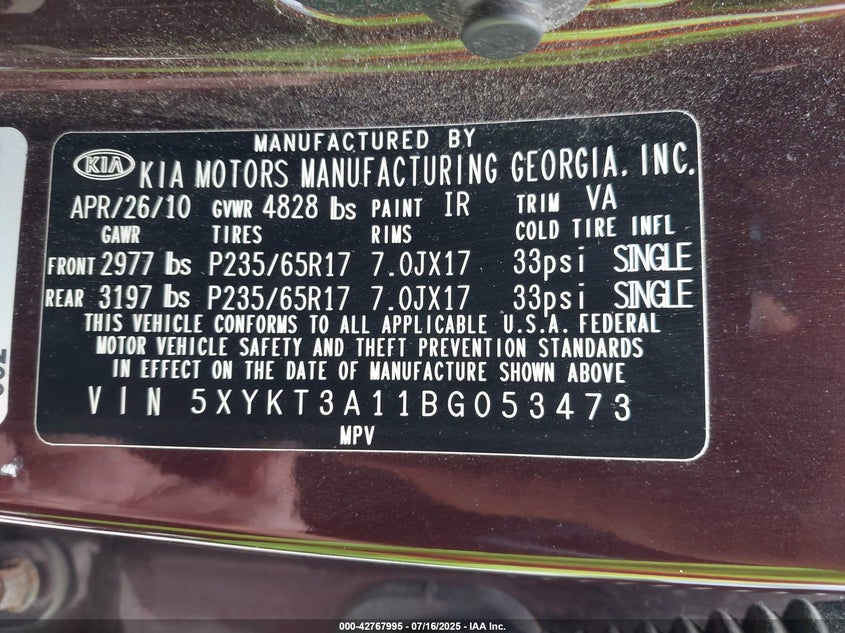 MANUFACTURED BY
KIA KIA MOTORS MANUFACTURING GEORGIA, INC.
APR/26/10 GVWR 4828 lbs PAINT IR TRIM VA
GAWR TIRES RIMS COLD TIRE INFL
FRONT 2977 lbs P235/65R17 7.0JX17 33psi SINGLE
REAR 3197 lbs P235/65R17 7.0JX17 33psi SINGLE
THIS VEHICLE CONFORMS TO ALL APPLICABLE U.S.A. FEDERAL
MOTOR VEHICLE SAFETY AND THEFT PREVENTION STANDARDS
IN EFFECT ON THE DATE OF MANUFACTURE SHOWN ABOVE
VIN 5XYKT3A11BG053473
MPV
000-42767995 - 07/16/2025 - IAA Inc.